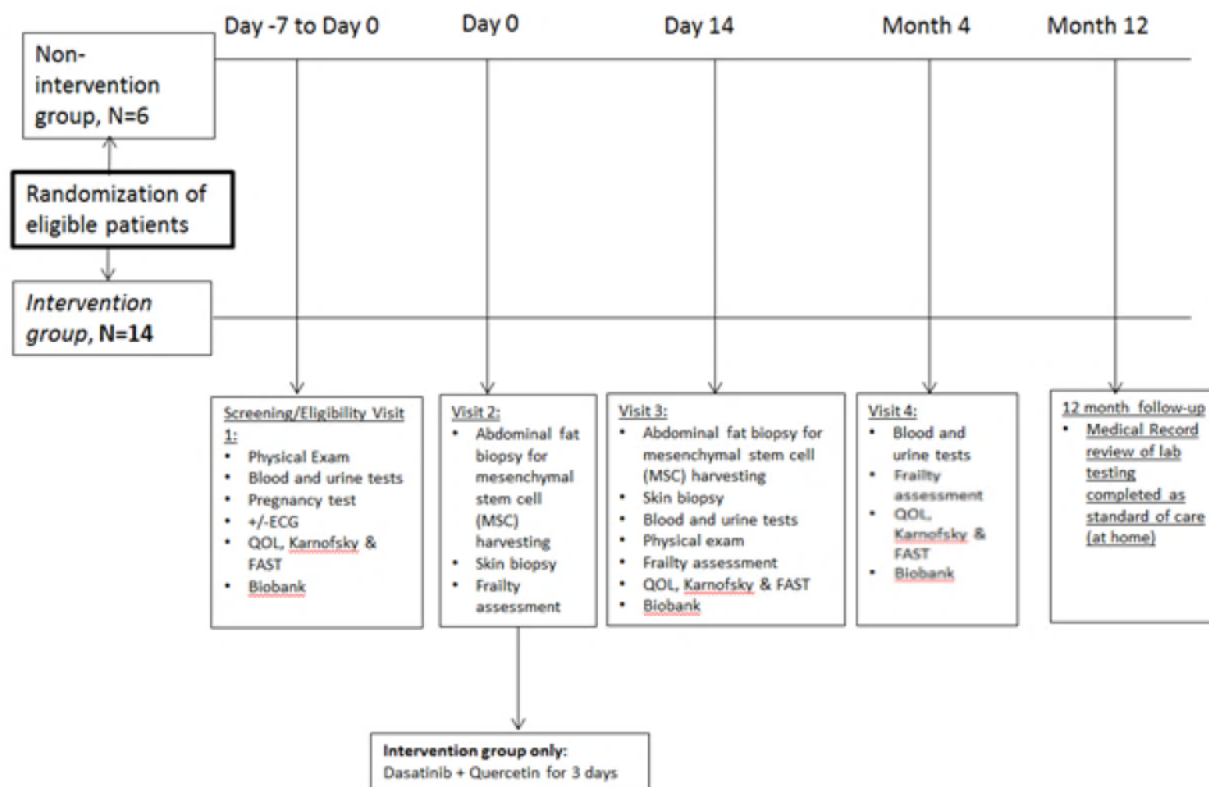 Day -7 to Day 0
Day 0
Day 14
Month 4
Month 12
Non-
intervention
group, N=6
Randomization of
eligible patients
Intervention
group, N=14
Screening/Eligibility Visit
1:
• Physical Exam
• Blood and urine tests
• Pregnancy test
• +/-ECG
• QOL, Karnofsky &
FAST
• Biobank
Visit 2:
• Abdominal fat
biopsy for
mesenchymal
stem cell
(MSC)
harvesting
• Skin biopsy
• Frailty
assessment
Visit 3:
• Abdominal fat biopsy for
mesenchymal stem cell
(MSC) harvesting
• Skin biopsy
• Blood and urine tests
• Physical exam
• Frailty assessment
• QOL, Karnofsky & FAST
• Biobank
Visit 4:
• Blood and
urine tests
• Frailty
assessment
• QOL,
Karnofsky &
FAST
• Biobank
12 month follow-up
• Medical Record
review of lab
testing
completed as
standard of care
(at home)
Intervention group only:
Dasatinib + Quercetin for 3 days